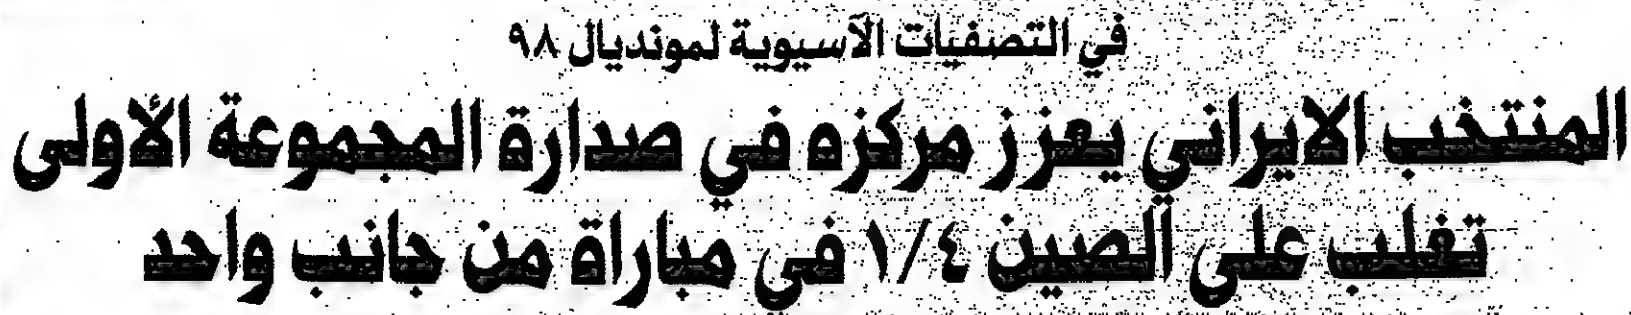 في التصفيات الآسيوية لمونديال ٩٨
المنتخب الايراني يعزز مركزه في صدارة المجموعة الأولى
تغلب على الصين ١/٤ في مباراة من جانب واحد